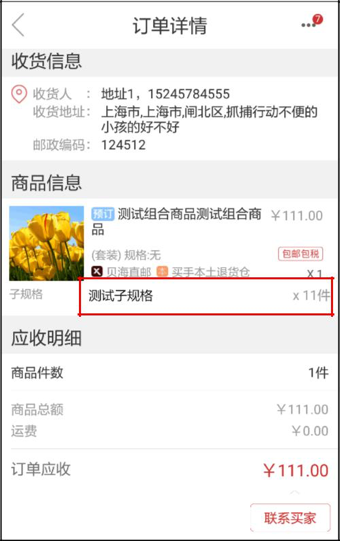 订单详情
7
收货信息
收货人 : 地址1，15245784555
收货地址: 上海市,上海市,闸北区,抓捕行动不便的
小孩的好不好
邮政编码: 124512
商品信息
预订 测试组合商品测试组合商 ￥111.00
品
(套装) 规格:无 包邮包税
贝海直邮 买手本土退货仓 x 1
子规格 测试子规格 x 11件
应收明细
商品件数 1件
商品总额 ￥111.00
运费 ￥0.00
订单应收 ￥111.00
联系买家